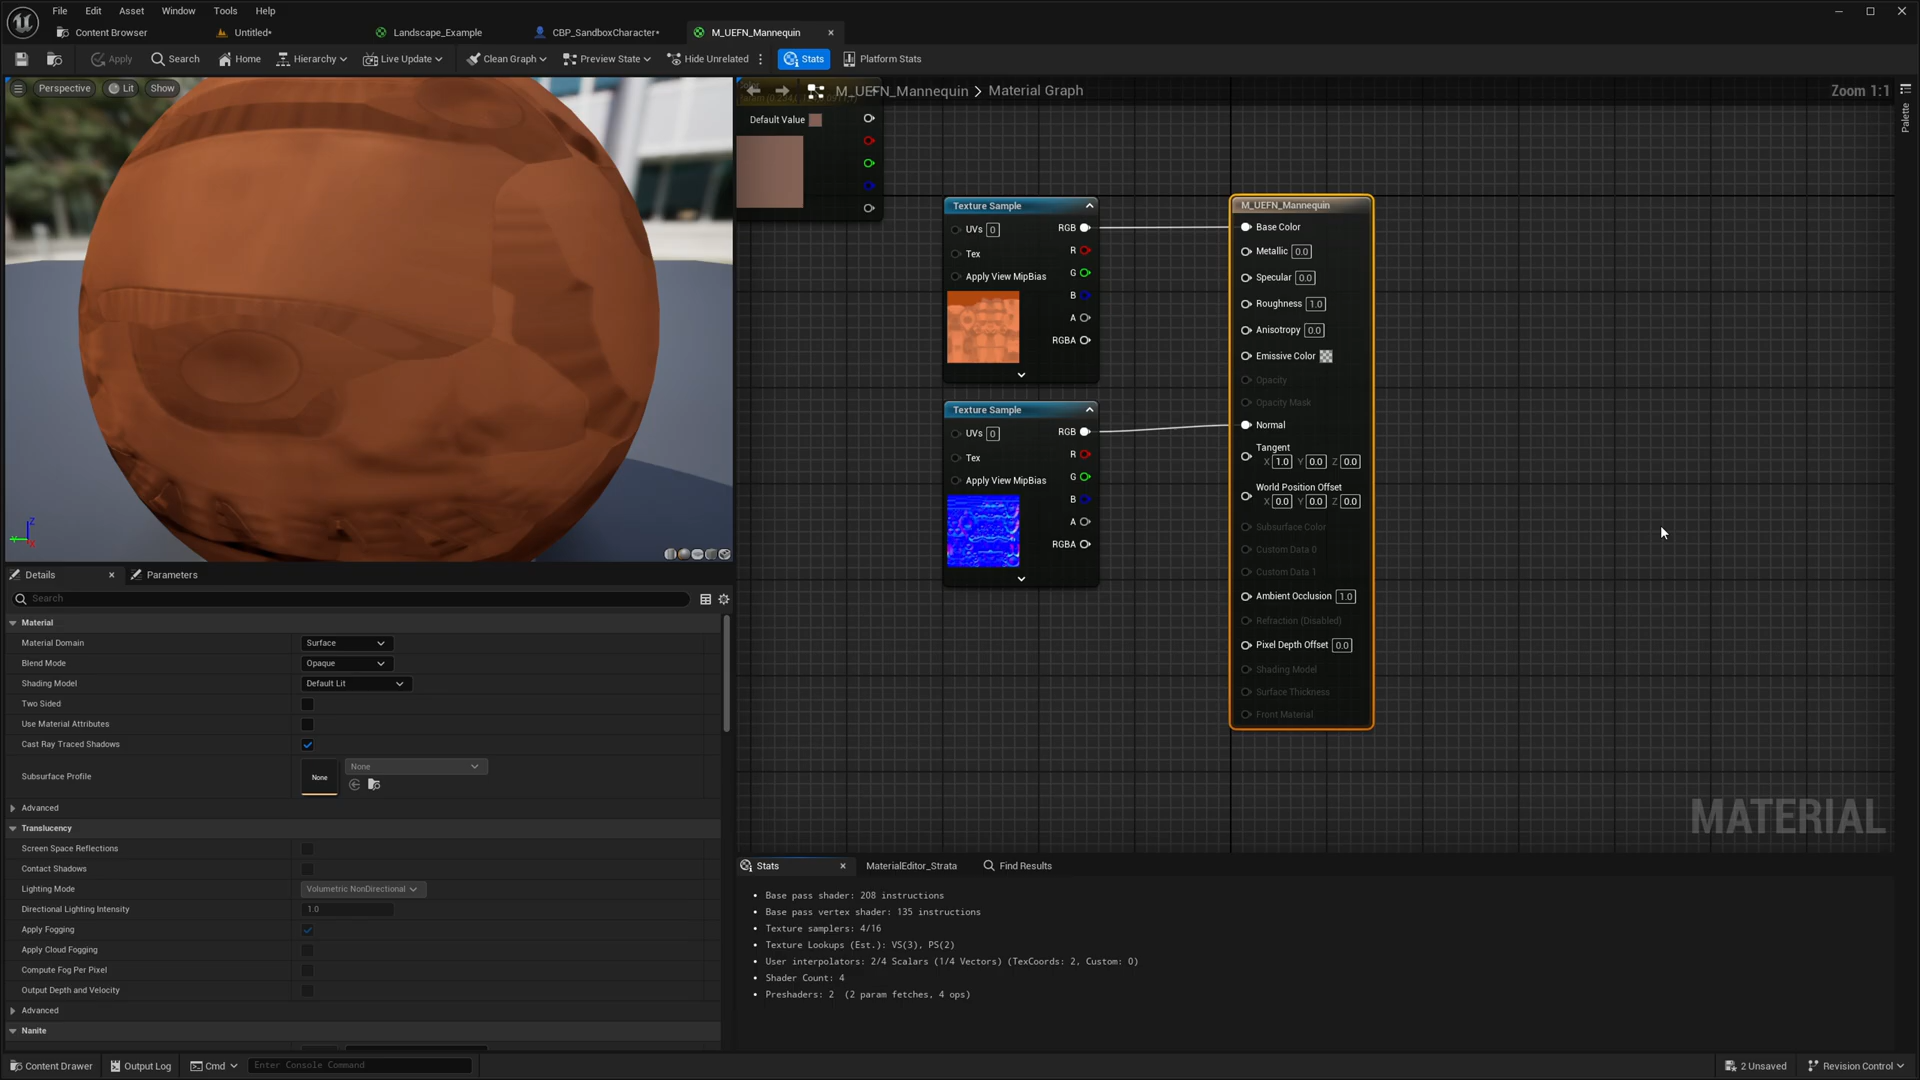 File Edit Asset Window Tools Help
Content Browser Untitled* Landscape_Example CBP_SandboxCharacter* M_UEFN_Mannequin
Apply Search Home Hierarchy Live Update Clean Graph Preview State Hide Unrelated Stats Platform Stats
Perspective Lit Show
M_UEFN_Mannequin > Material Graph
Zoom 1:1
Palette
Default Value
Texture Sample
UVs 0
RGB
R
Tex
G
Apply View MipBias
B
A
RGBA
Texture Sample
UVs 0
RGB
R
Tex
G
Apply View MipBias
B
A
RGBA
M_UEFN_Mannequin
Base Color
Metallic 0.0
Specular 0.0
Roughness 1.0
Anisotropy 0.0
Emissive Color
Opacity
Opacity Mask
Normal
Tangent
X 1.0 Y 0.0 Z 0.0
World Position Offset
X 0.0 Y 0.0 Z 0.0
Subsurface Color
Custom Data 0
Custom Data 1
Ambient Occlusion 1.0
Refraction (Disabled)
Pixel Depth Offset 0.0
Shading Model
Surface Thickness
Front Material
MATERIAL
Z
Details Parameters
Search
Material
Material Domain Surface
Blend Mode Opaque
Shading Model Default Lit
Two Sided
Use Material Attributes
Cast Ray Traced Shadows
Subsurface Profile None None
Advanced
Translucency
Screen Space Reflections
Contact Shadows
Lighting Mode Volumetric NonDirectional
Directional Lighting Intensity 1.0
Apply Fogging
Apply Cloud Fogging
Compute Fog Per Pixel
Output Depth and Velocity
Advanced
Nanite
Stats MaterialEditor_Strata Find Results
Base pass shader: 208 instructions
Base pass vertex shader: 135 instructions
Texture samplers: 4/16
Texture Lookups (Est.): VS(3), PS(2)
User interpolators: 2/4 Scalars (1/4 Vectors) (TexCoords: 2, Custom: 0)
Shader Count: 4
Preshaders: 2 (2 param fetches, 4 ops)
Content Drawer Output Log Cmd Enter Console Command 2 Unsaved Revision Control